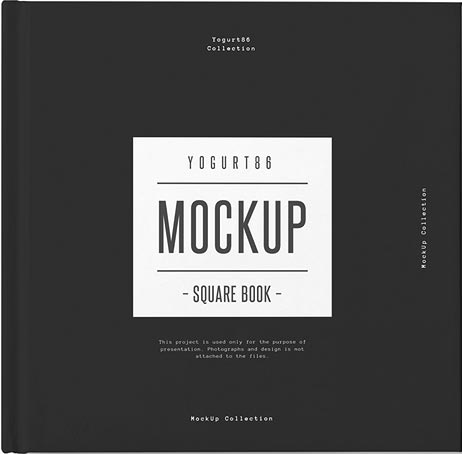 Yogurt86
Collection
YOGURT86
MOCKUP
- SQUARE BOOK -
MockUp Collection
This project is used only for the purpose of
presentation. Photographs and design is not
attached to the files.
MockUp Collection